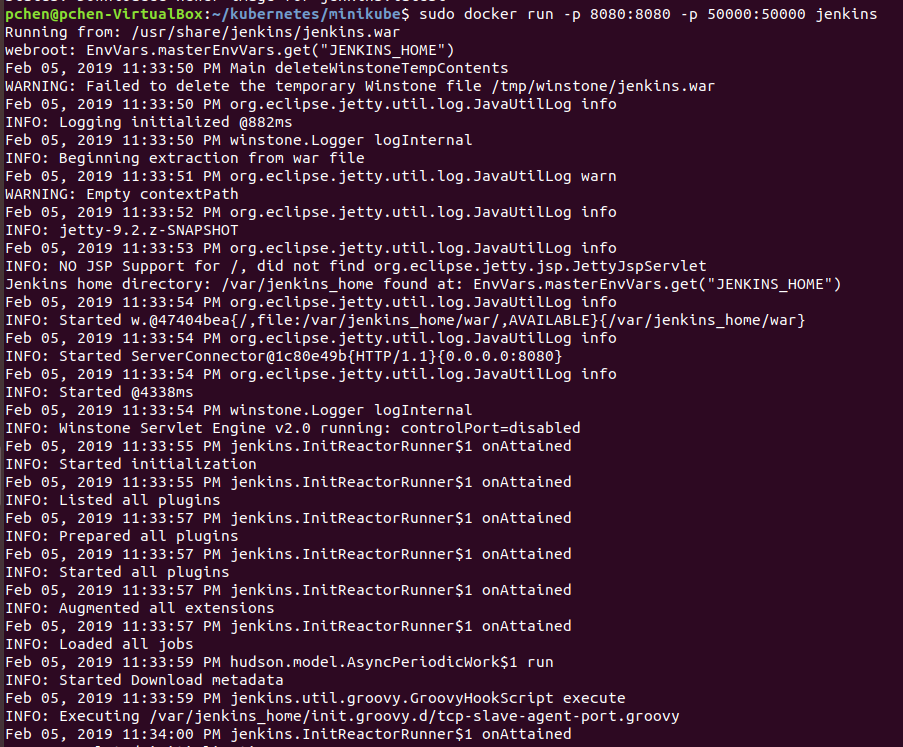 pchen@pchen-VirtualBox:~/kubernetes/minikube$ sudo docker run -p 8080:8080 -p 50000:50000 jenkins
Running from: /usr/share/jenkins/jenkins.war
webroot: EnvVars.masterEnvVars.get("JENKINS_HOME")
Feb 05, 2019 11:33:50 PM Main deleteWinstoneTempContents
WARNING: Failed to delete the temporary Winstone file /tmp/winstone/jenkins.war
Feb 05, 2019 11:33:50 PM org.eclipse.jetty.util.log.JavaUtilLog info
INFO: Logging initialized @882ms
Feb 05, 2019 11:33:50 PM winstone.Logger logInternal
INFO: Beginning extraction from war file
Feb 05, 2019 11:33:51 PM org.eclipse.jetty.util.log.JavaUtilLog warn
WARNING: Empty contextPath
Feb 05, 2019 11:33:52 PM org.eclipse.jetty.util.log.JavaUtilLog info
INFO: jetty-9.2.z-SNAPSHOT
Feb 05, 2019 11:33:53 PM org.eclipse.jetty.util.log.JavaUtilLog info
INFO: NO JSP Support for /, did not find org.eclipse.jetty.jsp.JettyJspServlet
Jenkins home directory: /var/jenkins_home found at: EnvVars.masterEnvVars.get("JENKINS_HOME")
Feb 05, 2019 11:33:54 PM org.eclipse.jetty.util.log.JavaUtilLog info
INFO: Started w.@47404bea{/,file:/var/jenkins_home/war/,AVAILABLE}{/var/jenkins_home/war}
Feb 05, 2019 11:33:54 PM org.eclipse.jetty.util.log.JavaUtilLog info
INFO: Started ServerConnector@1c80e49b{HTTP/1.1}{0.0.0.0:8080}
Feb 05, 2019 11:33:54 PM org.eclipse.jetty.util.log.JavaUtilLog info
INFO: Started @4338ms
Feb 05, 2019 11:33:54 PM winstone.Logger logInternal
INFO: Winstone Servlet Engine v2.0 running: controlPort=disabled
Feb 05, 2019 11:33:55 PM jenkins.InitReactorRunner$1 onAttained
INFO: Started initialization
Feb 05, 2019 11:33:55 PM jenkins.InitReactorRunner$1 onAttained
INFO: Listed all plugins
Feb 05, 2019 11:33:57 PM jenkins.InitReactorRunner$1 onAttained
INFO: Prepared all plugins
Feb 05, 2019 11:33:57 PM jenkins.InitReactorRunner$1 onAttained
INFO: Started all plugins
Feb 05, 2019 11:33:57 PM jenkins.InitReactorRunner$1 onAttained
INFO: Augmented all extensions
Feb 05, 2019 11:33:57 PM jenkins.InitReactorRunner$1 onAttained
INFO: Loaded all jobs
Feb 05, 2019 11:33:59 PM hudson.model.AsyncPeriodicWork$1 run
INFO: Started Download metadata
Feb 05, 2019 11:33:59 PM jenkins.util.groovy.GroovyHookScript execute
INFO: Executing /var/jenkins_home/init.groovy.d/tcp-slave-agent-port.groovy
Feb 05, 2019 11:34:00 PM jenkins.InitReactorRunner$1 onAttained